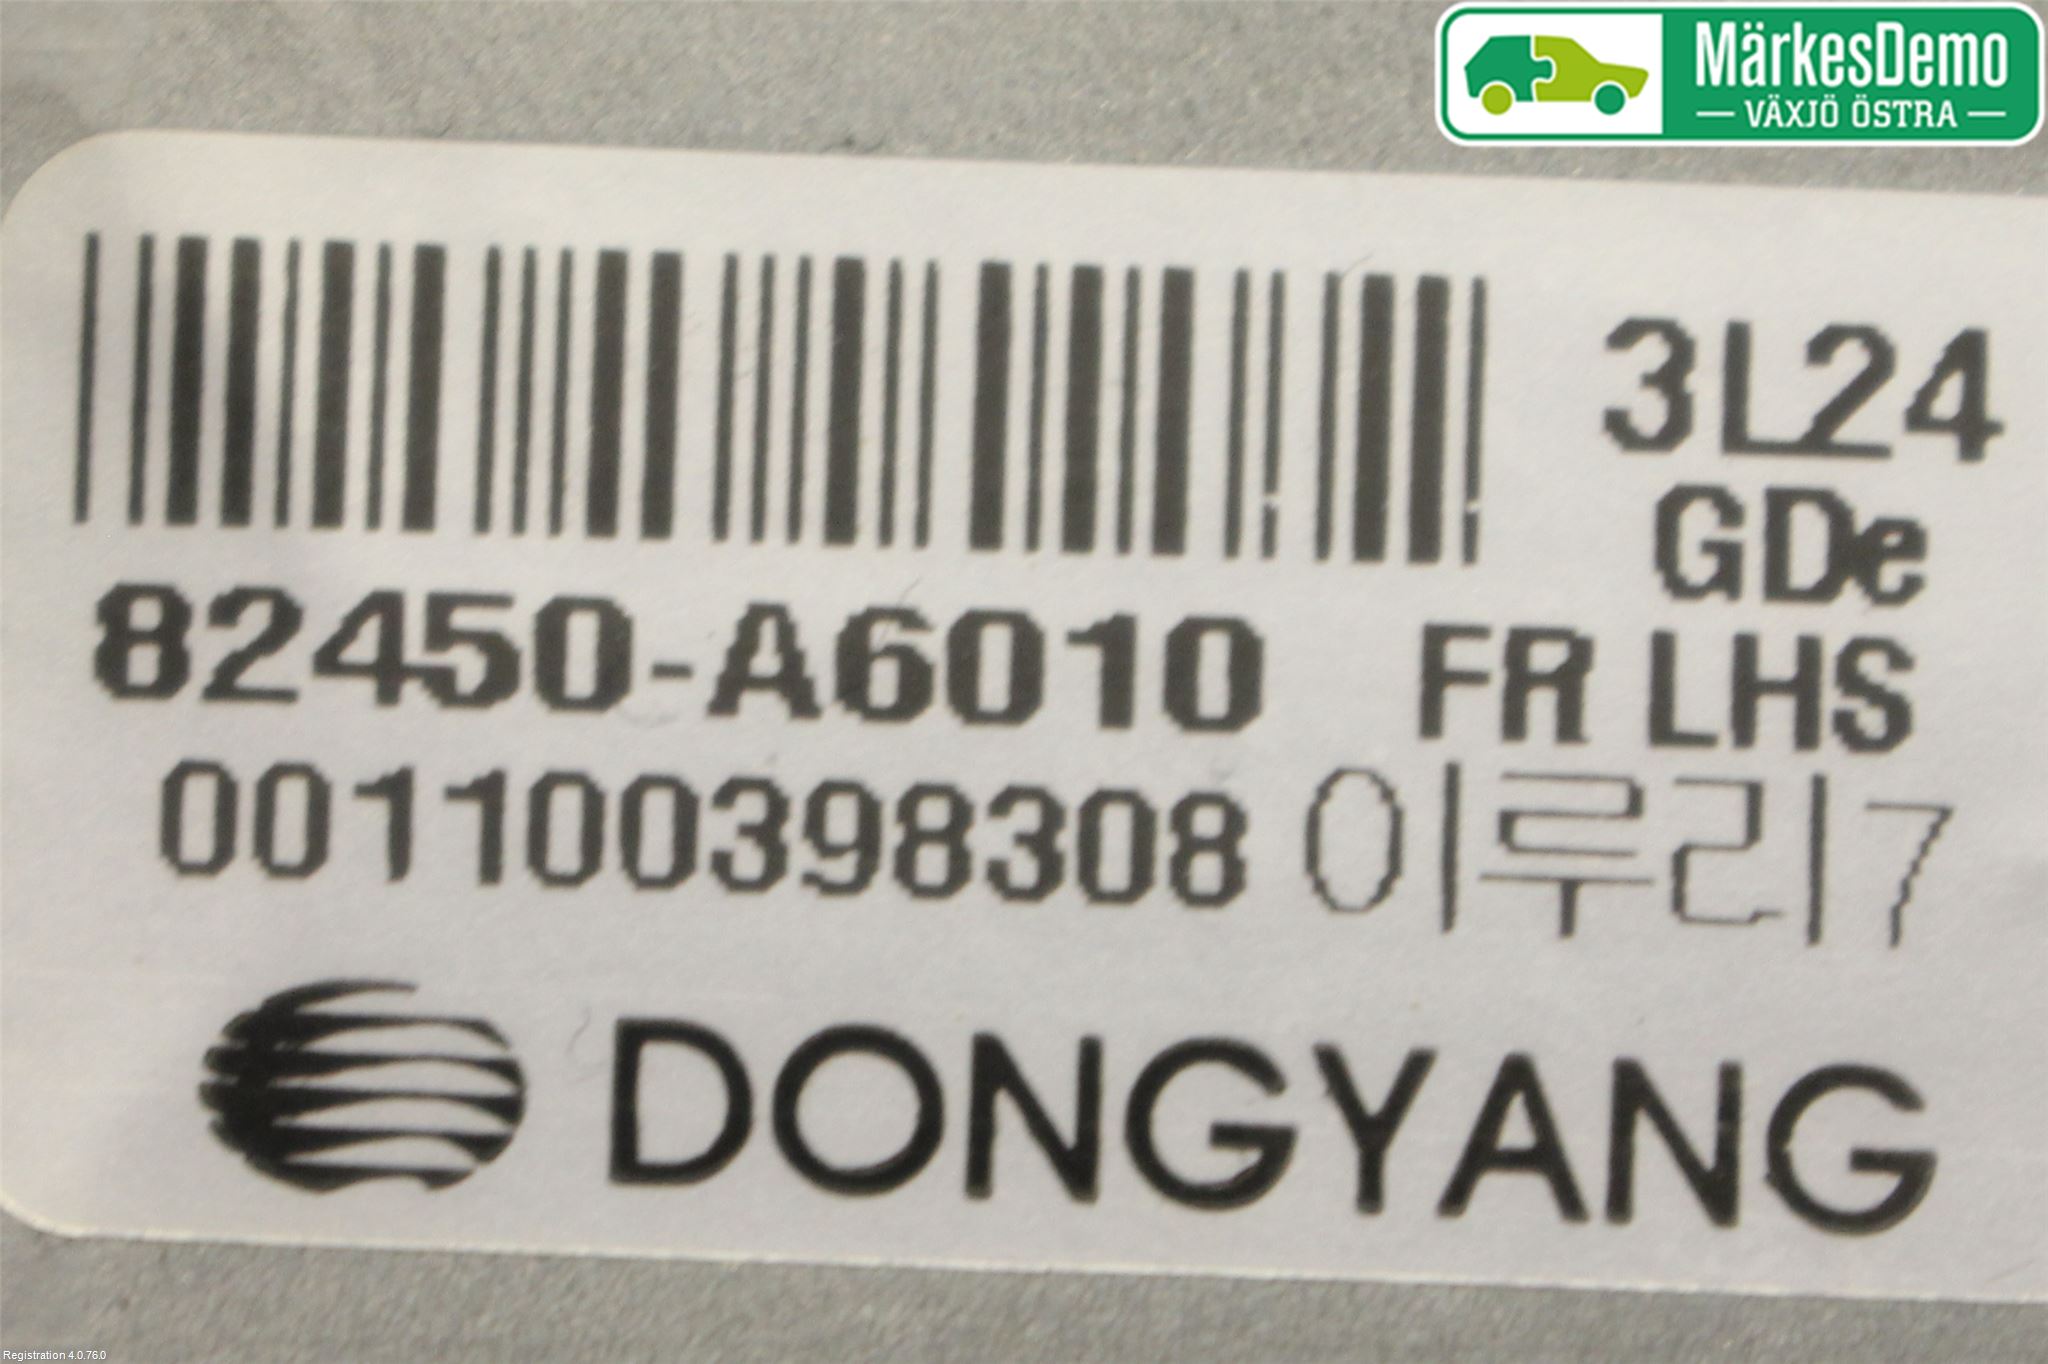 MärkesDemo
VÄXJÖ ÖSTRA
3L24
GDe
82450-A6010 FR LHS
001100398308 이루리7
DONGYANG
Registration 4.0.76.0